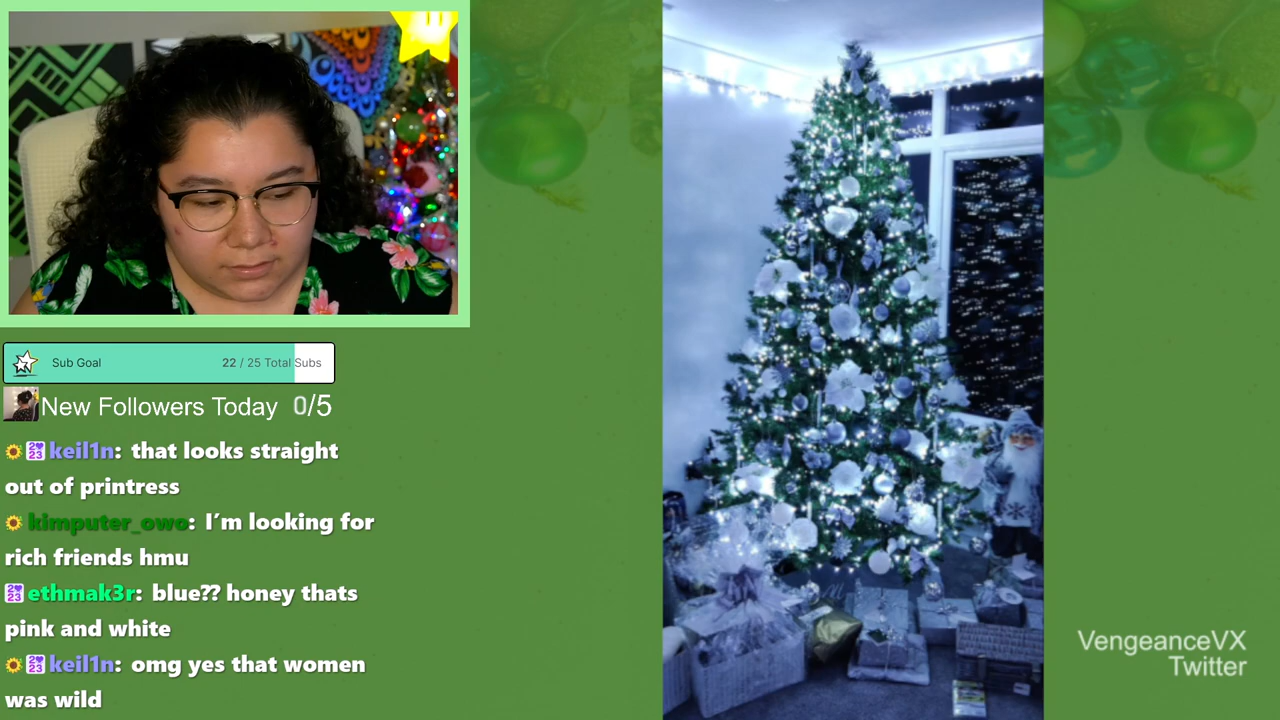 Sub Goal 22 / 25 Total Subs
New Followers Today 0/5
keil1n: that looks straight
out of printress
kimputer_owo: I´m looking for
rich friends hmu
ethmak3r: blue?? honey thats
pink and white
keil1n: omg yes that women
was wild
VengeanceVX
Twitter